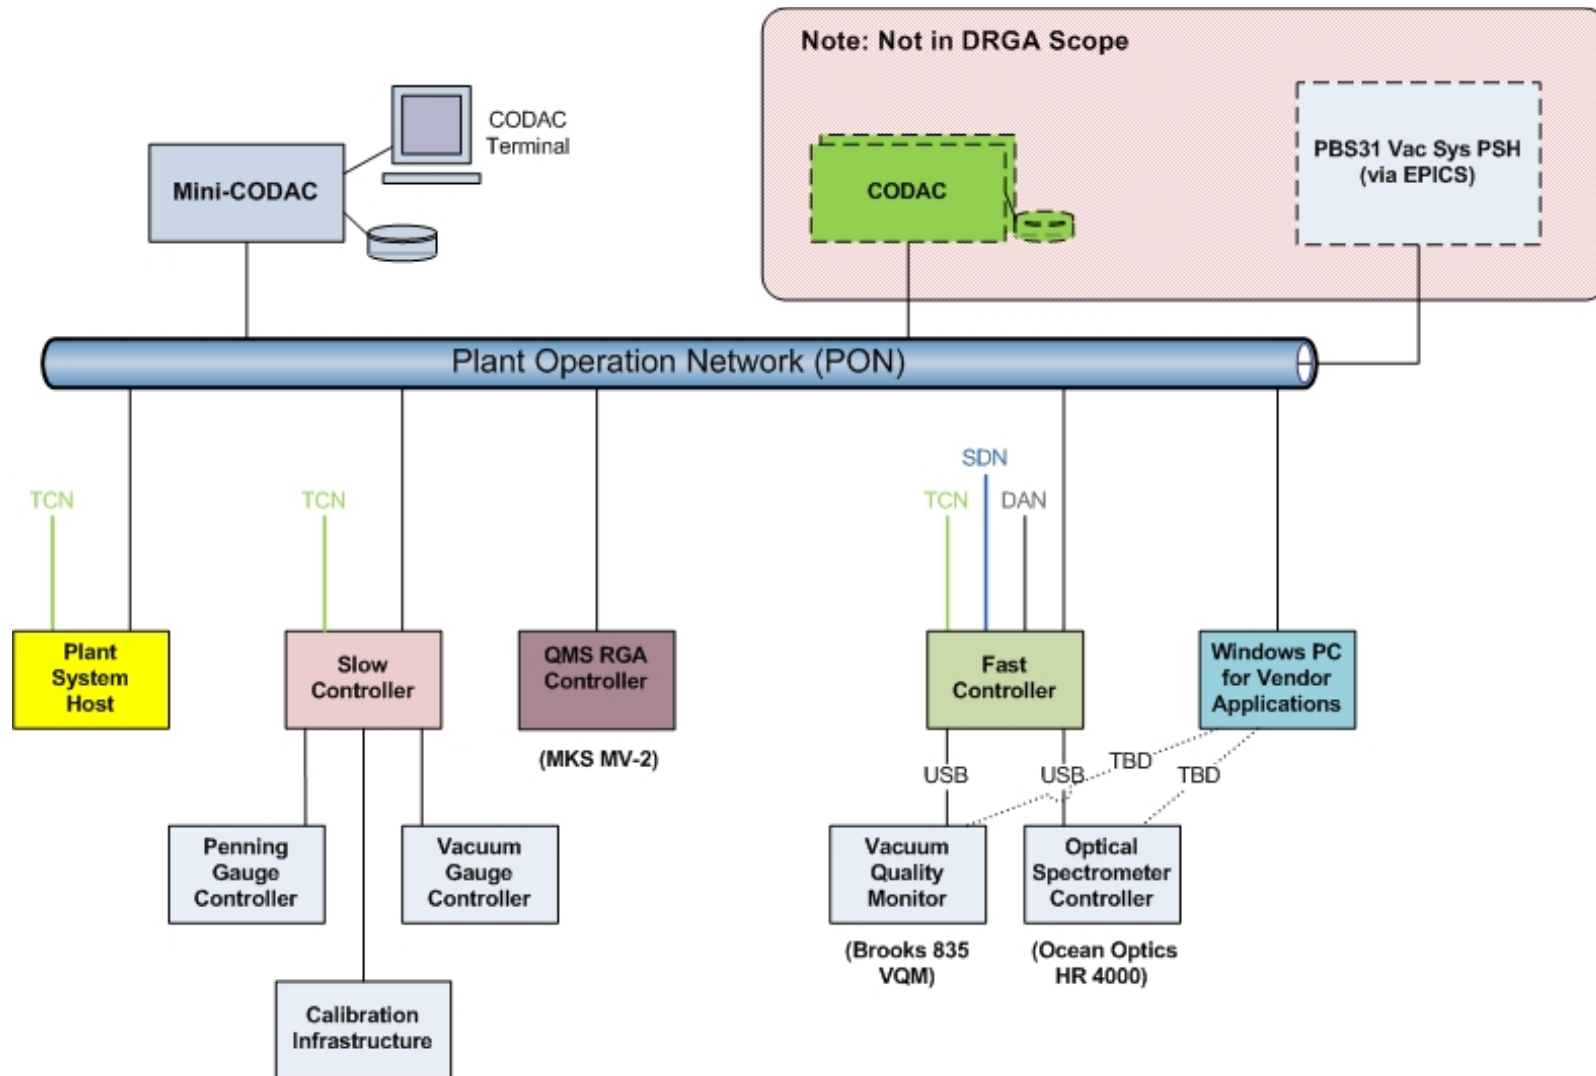 Note: Not in DRGA Scope
CODAC
Terminal
Mini-CODAC
CODAC
PBS31 Vac Sys PSH
(via EPICS)
Plant Operation Network (PON)
SDN
TCN
TCN
TCN
DAN
Plant
System
Host
Slow
Controller
QMS RGA
Controller
(MKS MV-2)
Fast
Controller
Windows PC
for Vendor
Applications
USB
USB
TBD
TBD
Penning
Gauge
Controller
Vacuum
Gauge
Controller
Vacuum
Quality
Monitor
(Brooks 835
VQM)
Optical
Spectrometer
Controller
(Ocean Optics
HR 4000)
Calibration
Infrastructure